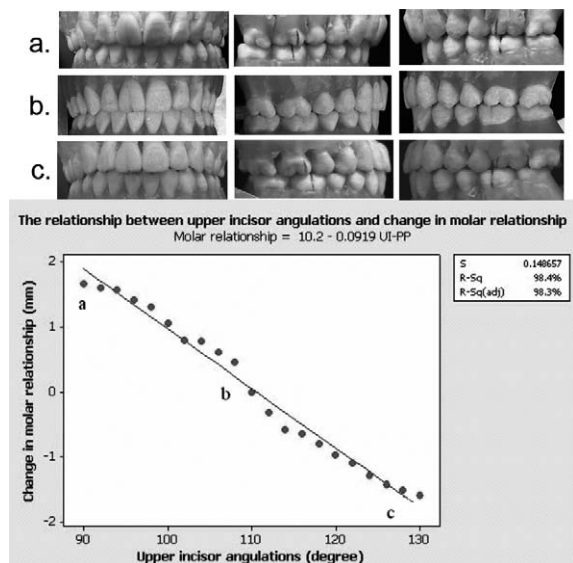 a.
b.
c.
The relationship between upper incisor angulations and change in molar relationship
Molar relationship = 10.2 - 0.0919 UI-PP
S 0.148657
R-Sq 98.4%
R-Sq(adj) 98.3%
Change in molar relationship (mm)
2
1
0
-1
-2
a
b
c
90 100 110 120 130
Upper incisor angulations (degree)